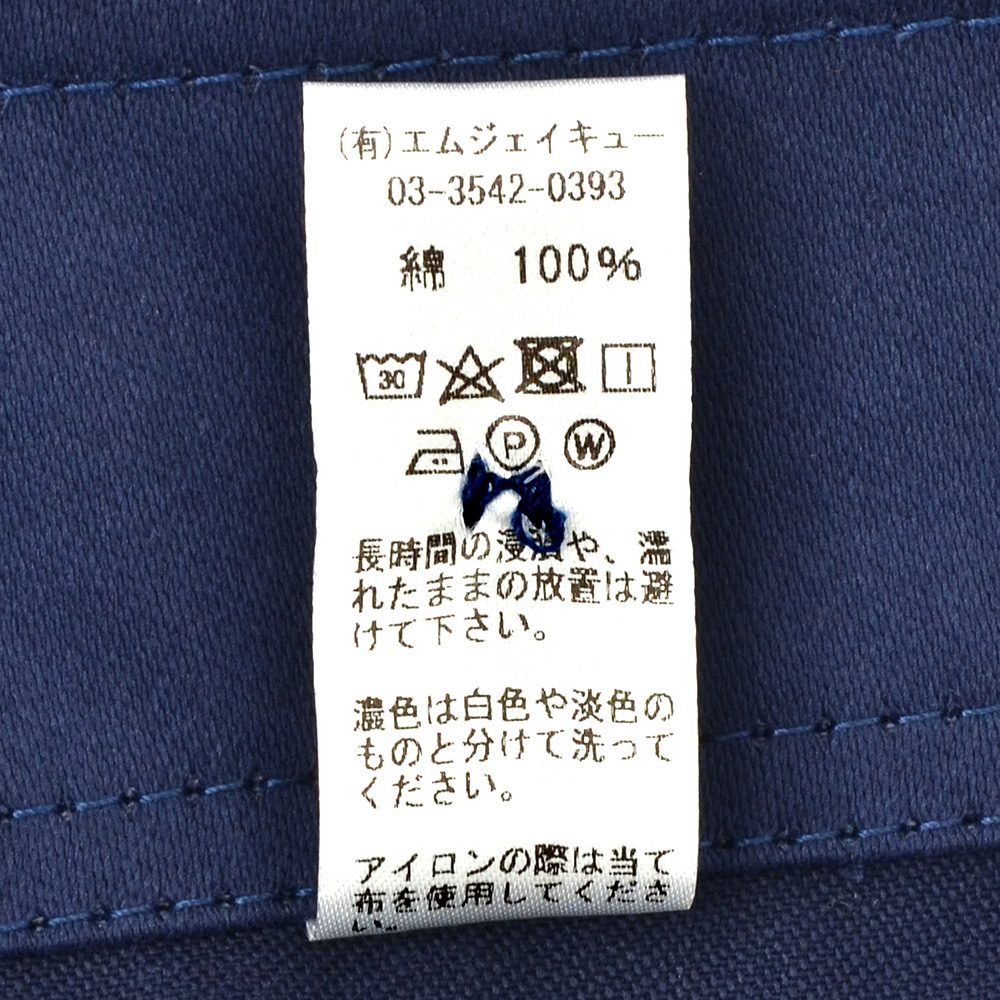 (有)エムジェイキュー
03-3542-0393
綿 100%
30
P W
長時間の浸漬や、濡
れたままの放置は避
けて下さい。
濃色は白色や淡色の
ものと分けて洗って
ください。
アイロンの際は当て
布を使用してくださ
い。